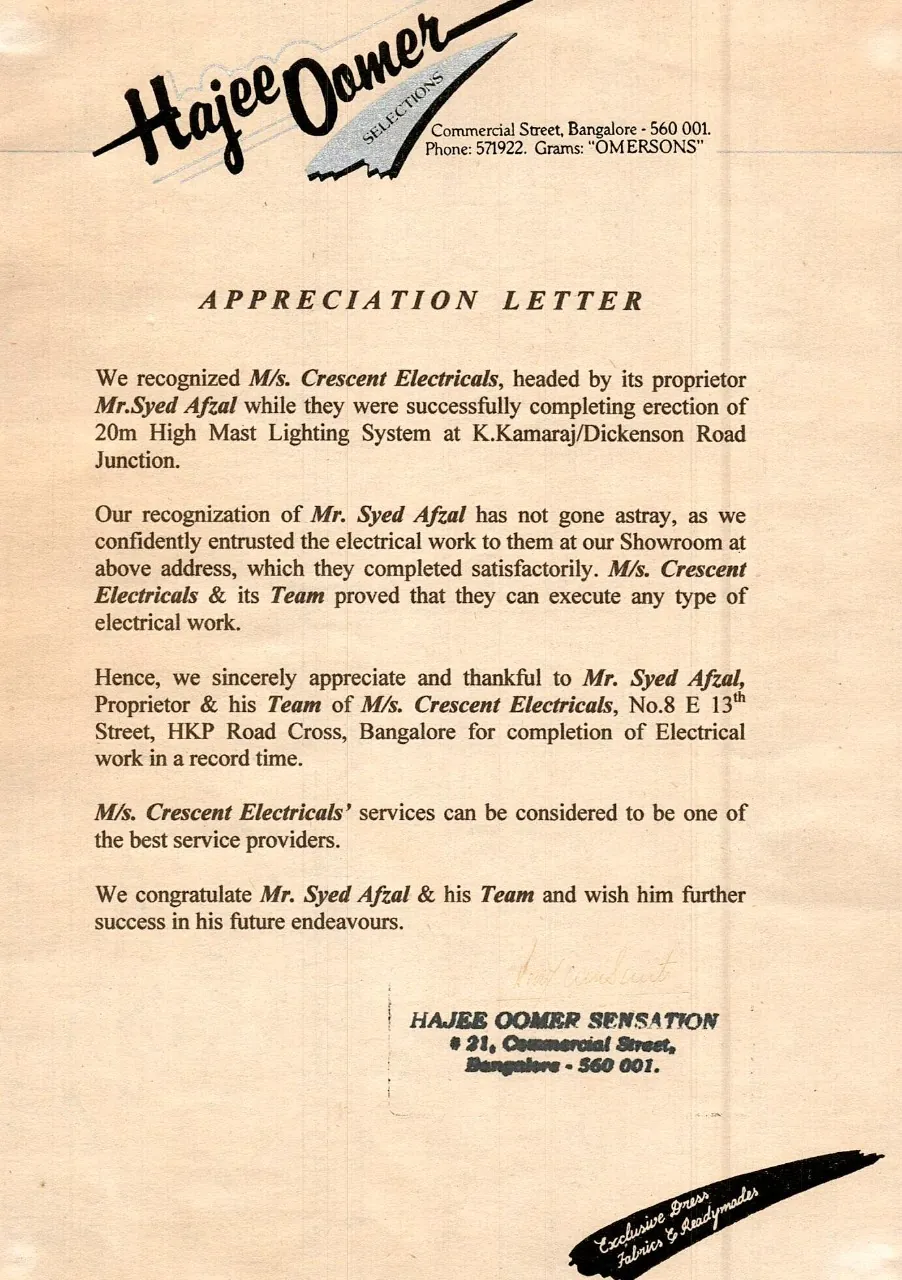 Hajee Oomer
SELECTIONS
Commercial Street, Bangalore - 560 001.
Phone: 571922. Grams: "OMERSONS"
APPRECIATION LETTER
We recognized M/s. Crescent Electricals, headed by its proprietor
Mr.Syed Afzal while they were successfully completing erection of
20m High Mast Lighting System at K.Kamaraj/Dickenson Road
Junction.
Our recognization of Mr. Syed Afzal has not gone astray, as we
confidently entrusted the electrical work to them at our Showroom at
above address, which they completed satisfactorily. M/s. Crescent
Electricals & its Team proved that they can execute any type of
electrical work.
Hence, we sincerely appreciate and thankful to Mr. Syed Afzal,
Proprietor & his Team of M/s. Crescent Electricals, No.8 E 13th
Street, HKP Road Cross, Bangalore for completion of Electrical
work in a record time.
M/s. Crescent Electricals' services can be considered to be one of
the best service providers.
We congratulate Mr. Syed Afzal & his Team and wish him further
success in his future endeavours.
HAJEE OOMER SENSATION
# 21, Commercial Street,
Bangalore - 560 001.
Exclusive Dress
Fabrics & Readymades